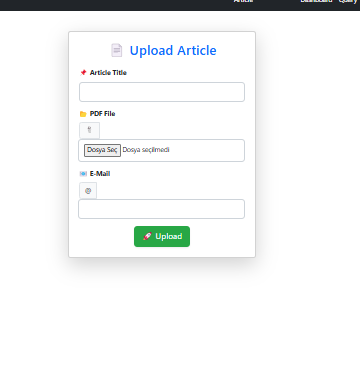 Article Dashboard Query
Upload Article
Article Title
PDF File
Dosya Seç Dosya seçilmedi
E-Mail
@
Upload